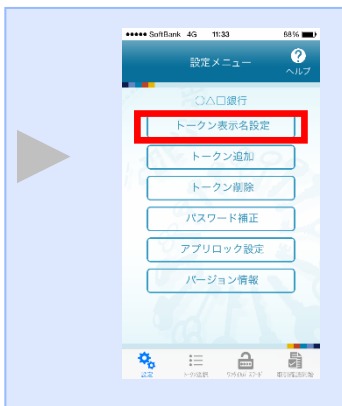 ●●●●● SoftBank 4G 11:33 88%
設定メニュー
?
ヘルプ
〇△□銀行
トークン表示名設定
トークン追加
トークン削除
パスワード補正
アプリロック設定
バージョン情報
設定